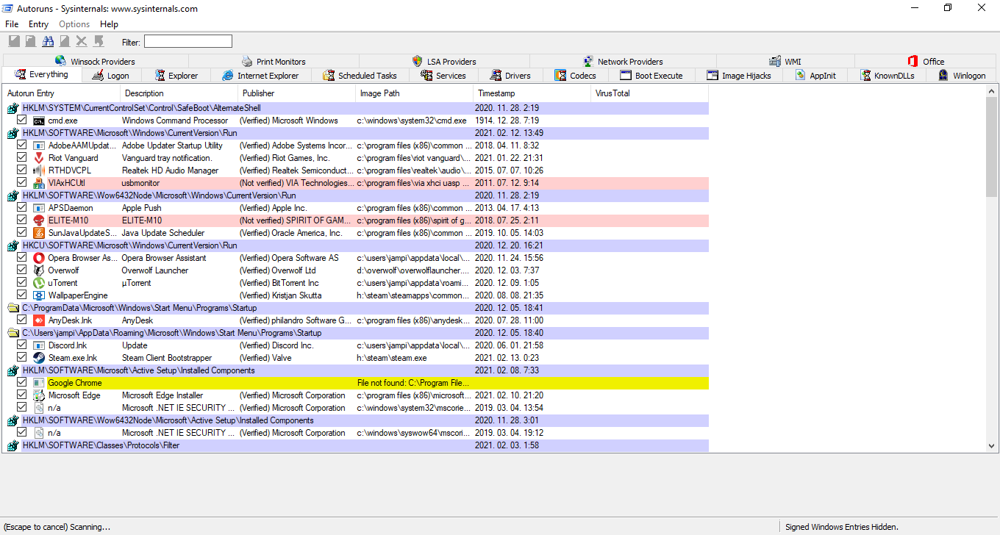 Autoruns - Sysinternals: www.sysinternals.com
File Entry Options Help
Filter:
Winsock Providers Print Monitors LSA Providers Network Providers WMI Office
Everything Logon Explorer Internet Explorer Scheduled Tasks Services Drivers Codecs Boot Execute Image Hijacks AppInit KnownDLLs Winlogon
Autorun Entry Description Publisher Image Path Timestamp VirusTotal
HKLM\SYSTEM\CurrentControlSet\Control\SafeBoot\AlternateShell 2020. 11. 28. 2:19
cmd.exe Windows Command Processor (Verified) Microsoft Windows c:\windows\system32\cmd.exe 1914. 12. 28. 7:19
HKLM\SOFTWARE\Microsoft\Windows\CurrentVersion\Run 2021. 02. 12. 13:49
AdobeAAMUpdat... Adobe Updater Startup Utility (Verified) Adobe Systems Incor... c:\program files (x86)\common ... 2018. 04. 11. 8:32
Riot Vanguard Vanguard tray notification. (Verified) Riot Games, Inc. c:\program files\riot vanguard\... 2021. 01. 22. 21:31
RTHDVCPL Realtek HD Audio Manager (Verified) Realtek Semiconduct... c:\program files\realtek\audio\... 2015. 07. 07. 10:26
VIAxHCUtl usbmonitor (Not verified) VIA Technologies... c:\program files\via xhci uasp ... 2011. 07. 12. 9:14
HKLM\SOFTWARE\Wow6432Node\Microsoft\Windows\CurrentVersion\Run 2020. 11. 28. 2:19
APSDaemon Apple Push (Verified) Apple Inc. c:\program files (x86)\common ... 2013. 04. 17. 4:13
ELITE-M10 ELITE-M10 (Not verified) SPIRIT OF GAM... c:\program files (x86)\spirit of g... 2018. 07. 25. 2:11
SunJavaUpdateS... Java Update Scheduler (Verified) Oracle America, Inc. c:\program files (x86)\common ... 2019. 10. 05. 14:03
HKCU\SOFTWARE\Microsoft\Windows\CurrentVersion\Run 2020. 12. 20. 16:21
Opera Browser As... Opera Browser Assistant (Verified) Opera Software AS c:\users\jampi\appdata\local\... 2020. 11. 24. 15:56
Overwolf Overwolf Launcher (Verified) Overwolf Ltd d:\overwolf\overwolflauncher.... 2020. 12. 03. 7:37
uTorrent µTorrent (Verified) BitTorrent Inc c:\users\jampi\appdata\roami... 2020. 12. 09. 1:05
WallpaperEngine (Verified) Kristjan Skutta h:\steam\steamapps\common... 2020. 08. 08. 21:35
C:\ProgramData\Microsoft\Windows\Start Menu\Programs\Startup 2020. 12. 05. 18:41
AnyDesk.lnk AnyDesk (Verified) philandro Software G... c:\program files (x86)\anydesk... 2020. 07. 28. 11:00
C:\Users\jampi\AppData\Roaming\Microsoft\Windows\Start Menu\Programs\Startup 2020. 12. 05. 18:40
Discord.lnk Update (Verified) Discord Inc. c:\users\jampi\appdata\local\... 2020. 06. 01. 21:58
Steam.exe.lnk Steam Client Bootstrapper (Verified) Valve h:\steam\steam.exe 2021. 02. 13. 0:23
HKLM\SOFTWARE\Microsoft\Active Setup\Installed Components 2021. 02. 08. 7:33
Google Chrome File not found: C:\Program File...
Microsoft Edge Microsoft Edge Installer (Verified) Microsoft Corporation c:\program files (x86)\microsoft... 2021. 02. 10. 21:20
n/a Microsoft .NET IE SECURITY ... (Verified) Microsoft Corporation c:\windows\system32\mscorie... 2019. 03. 04. 13:54
HKLM\SOFTWARE\Wow6432Node\Microsoft\Active Setup\Installed Components 2020. 11. 28. 3:01
n/a Microsoft .NET IE SECURITY ... (Verified) Microsoft Corporation c:\windows\syswow64\mscori... 2019. 03. 04. 19:12
HKLM\SOFTWARE\Classes\Protocols\Filter 2021. 02. 03. 1:58
(Escape to cancel) Scanning... Signed Windows Entries Hidden.